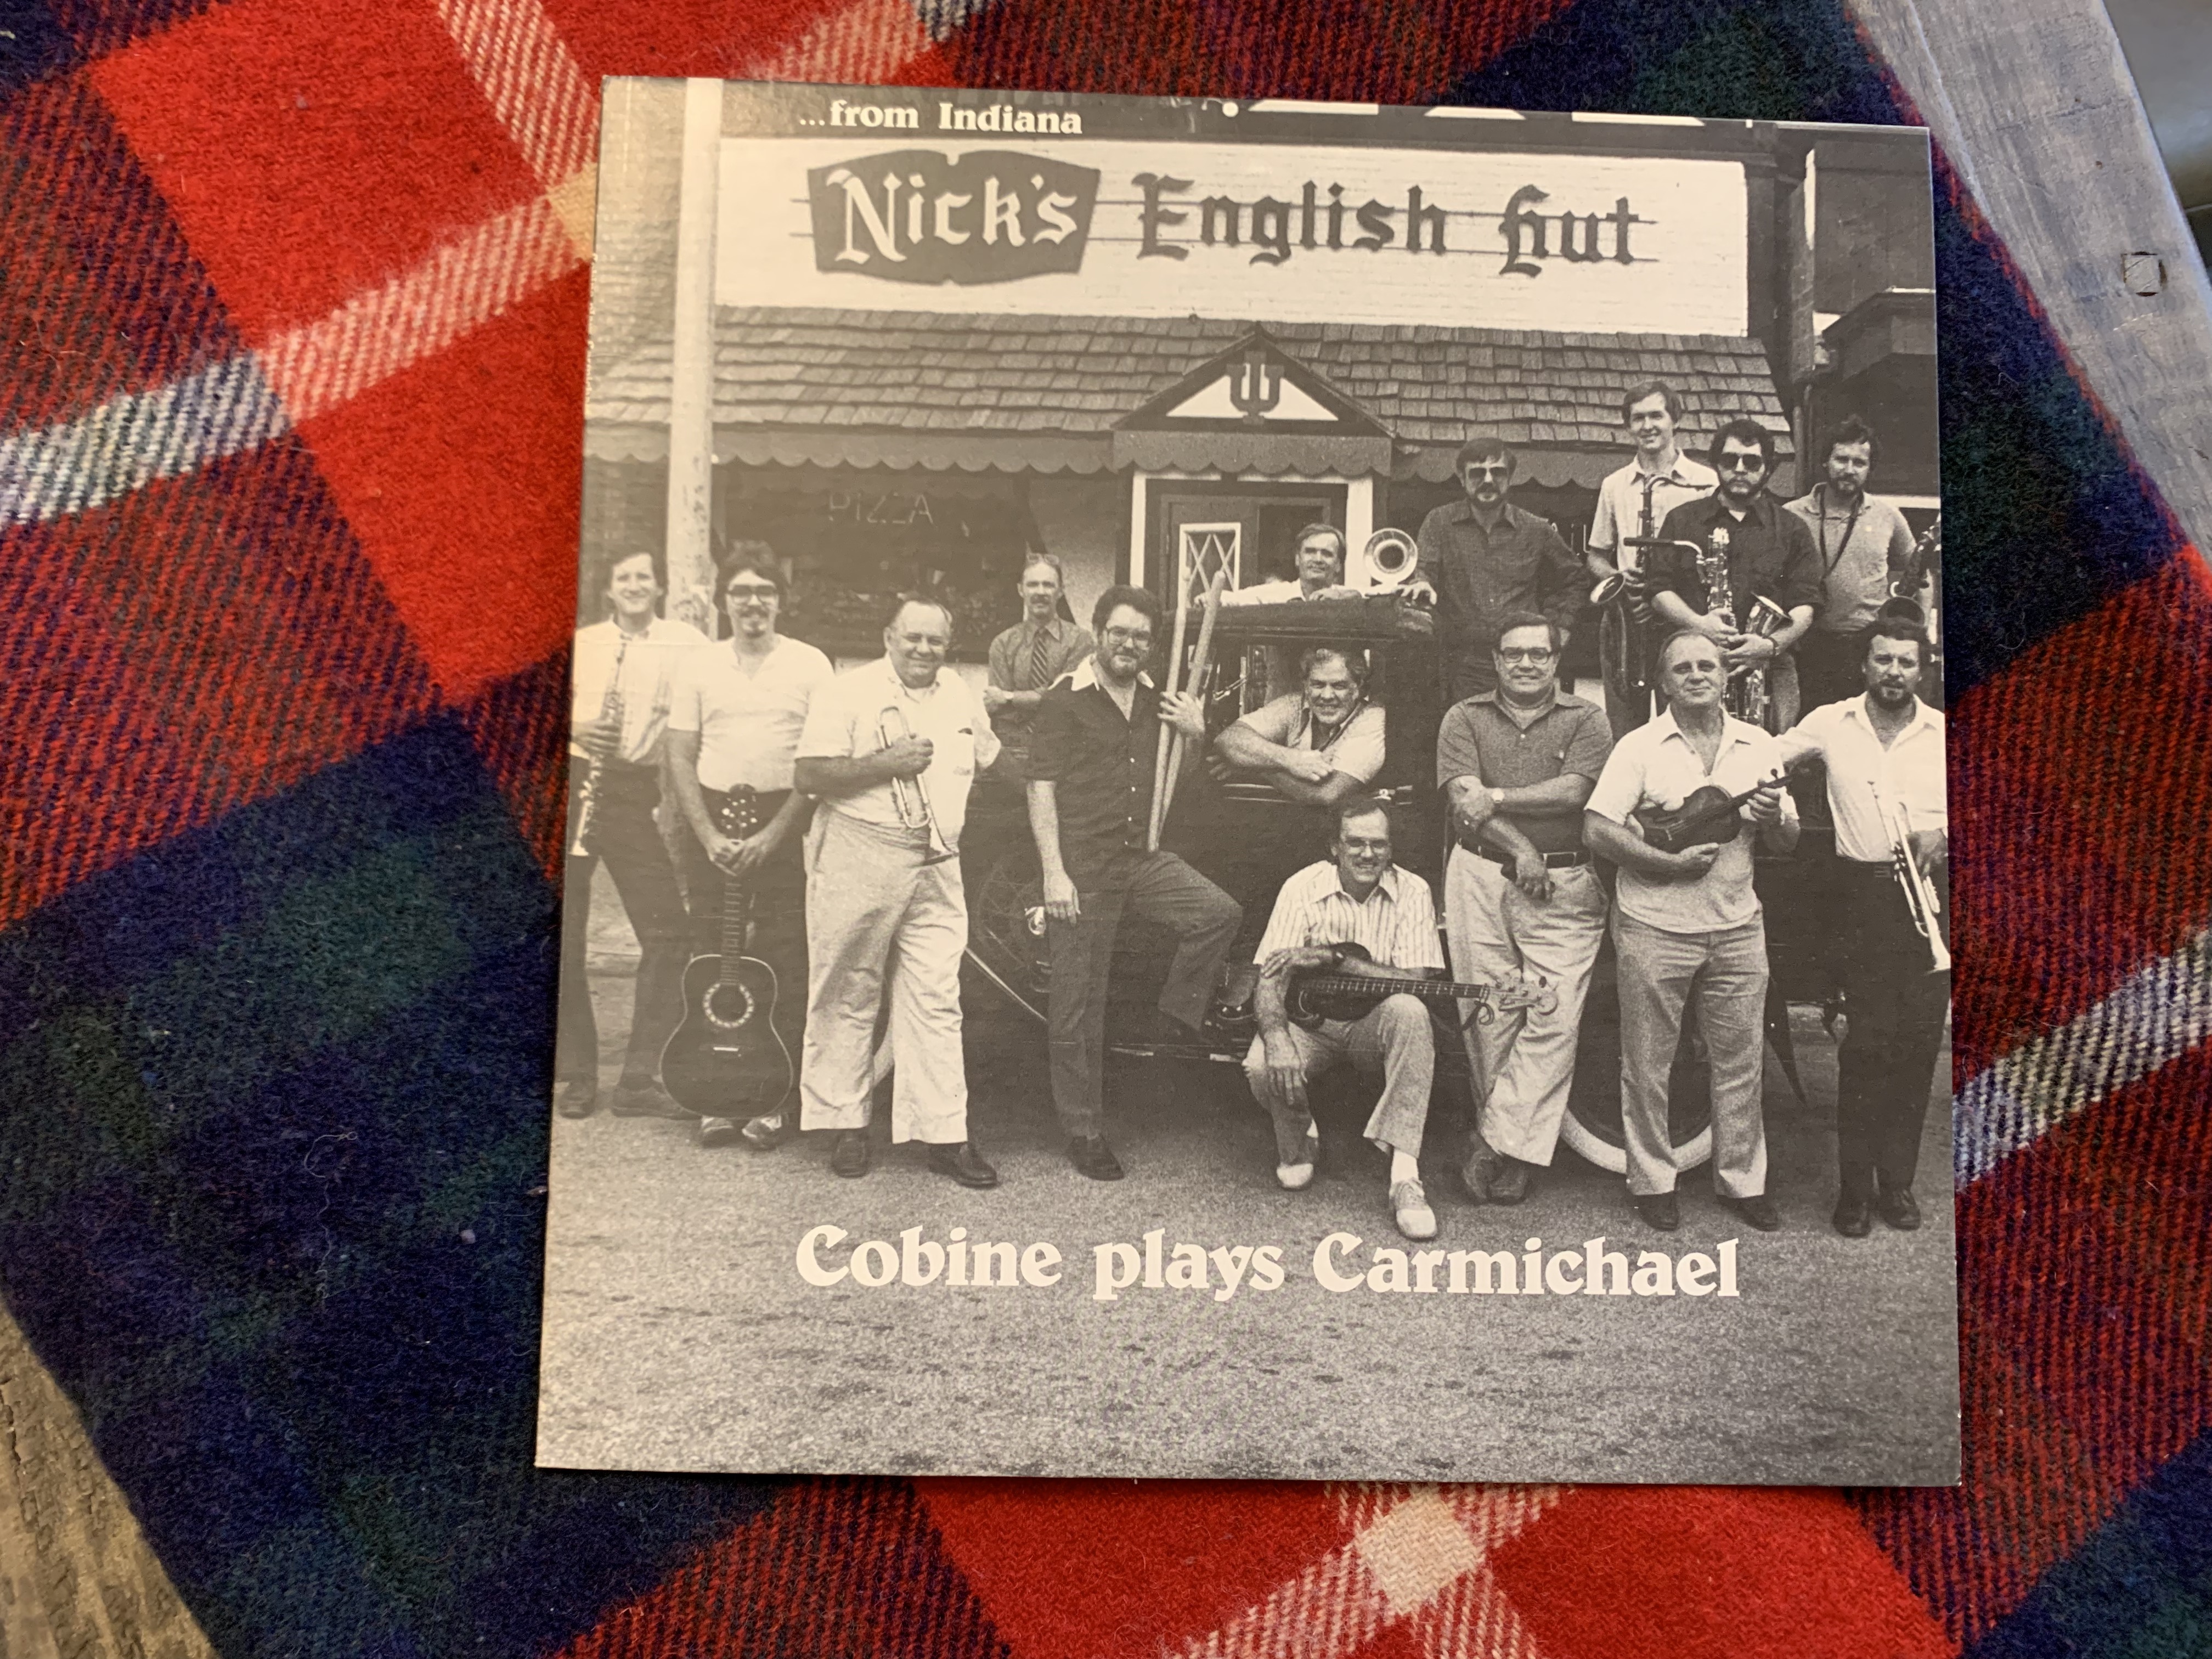 ...from Indiana
Nick's English Hut
IU
PIZZA
Cobine plays Carmichael